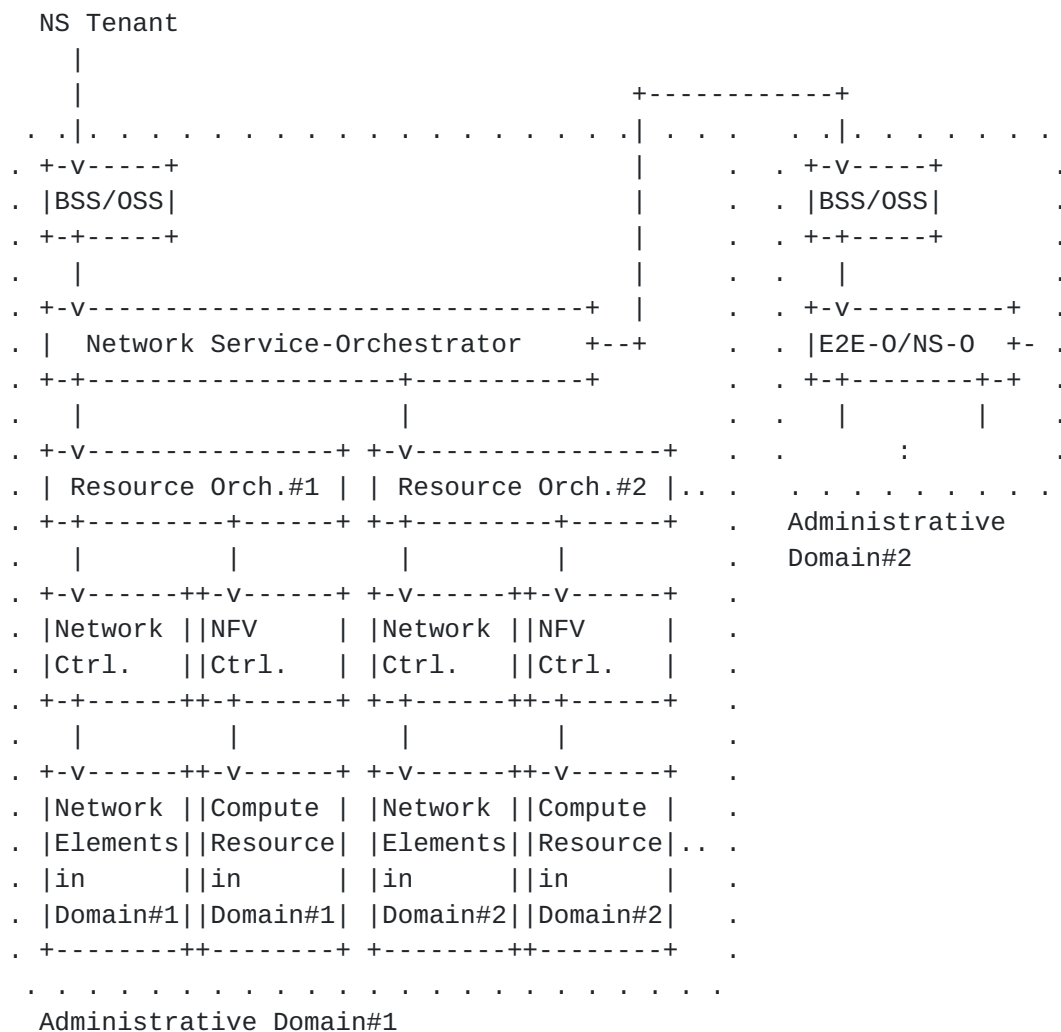 NS Tenant
|
| +------------+
. .|. . . . . . . . . . . . . . . . . .| . . . . .|. . . . . . .
. +-v-----+ | . . +-v-----+ .
. |BSS/OSS| | . . |BSS/OSS| .
. +-+-----+ | . . +-+-----+ .
. | | . . | .
. +-v--------------------------------+ | . . +-v----------+ .
. | Network Service-Orchestrator +--+ . . |E2E-O/NS-O +- .
. +-+--------------------+-----------+ . . +-+--------+-+ .
. | | . . | | .
. +-v----------------+ +-v----------------+ . . : .
. | Resource Orch.#1 | | Resource Orch.#2 |.. . . . . . . . . . .
. +-+---------+------+ +-+---------+------+ . Administrative
. | | | | . Domain#2
. +-v------++-v------+ +-v------++-v------+ .
. |Network ||NFV | |Network ||NFV | .
. |Ctrl. ||Ctrl. | |Ctrl. ||Ctrl. | .
. +-+------++-+------+ +-+------++-+------+ .
. | | | | .
. +-v------++-v------+ +-v------++-v------+ .
. |Network ||Compute | |Network ||Compute | .
. |Elements||Resource| |Elements||Resource|.. .
. |in ||in | |in ||in | .
. |Domain#1||Domain#1| |Domain#2||Domain#2| .
. +--------++--------+ +--------++--------+ .
. . . . . . . . . . . . . . . . . . . . . . .
Administrative Domain#1